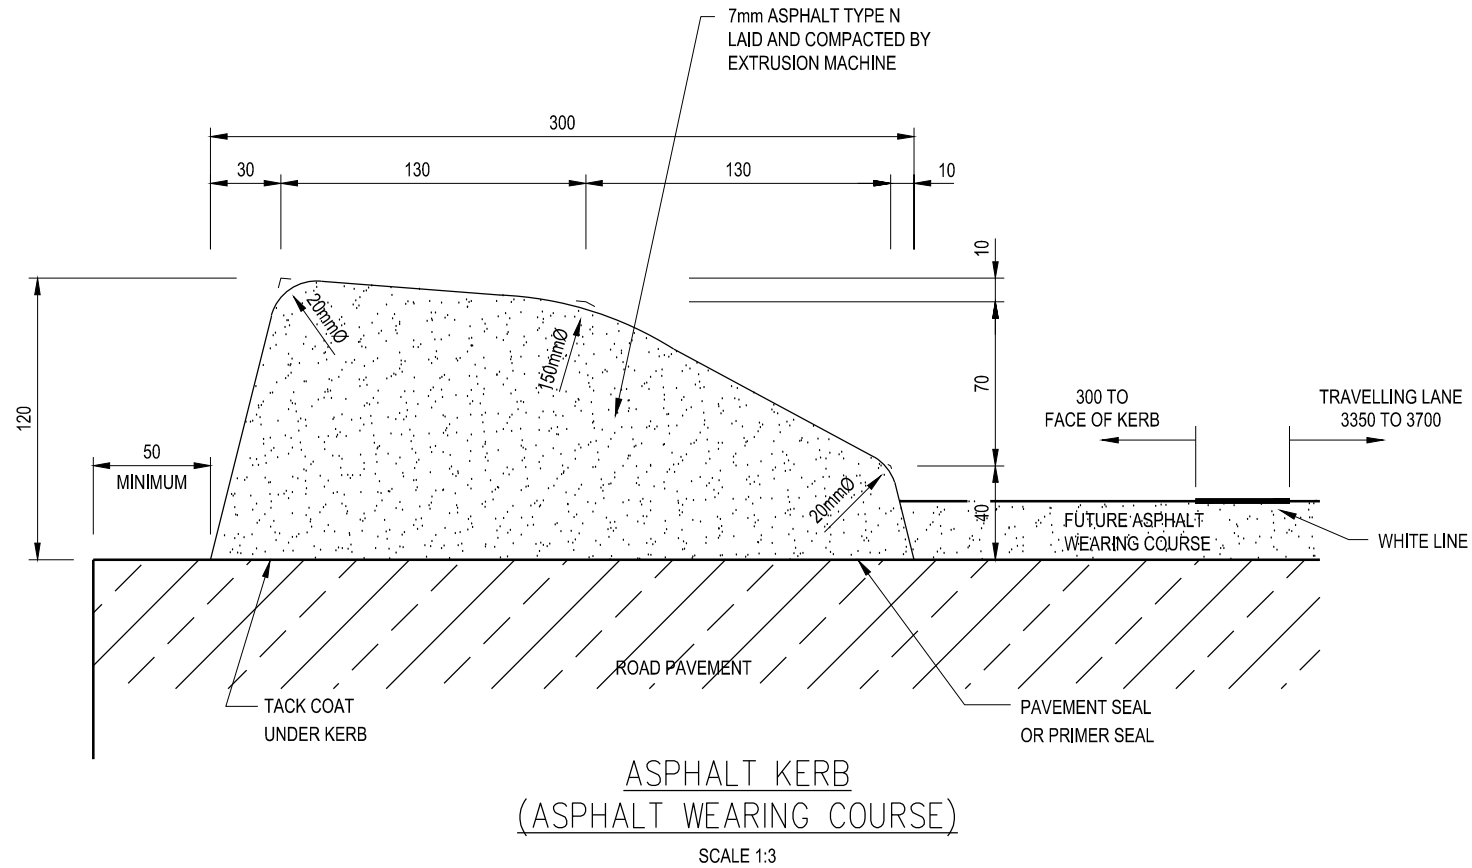 7mm ASPHALT TYPE N
LAID AND COMPACTED BY
EXTRUSION MACHINE
300
30
130
130
10
10
120
20mmØ
150mmØ
70
300 TO
FACE OF KERB
TRAVELLING LANE
3350 TO 3700
50
MINIMUM
20mmØ
40
FUTURE ASPHALT
WEARING COURSE
WHITE LINE
ROAD PAVEMENT
TACK COAT
UNDER KERB
PAVEMENT SEAL
OR PRIMER SEAL
ASPHALT KERB
(ASPHALT WEARING COURSE)
SCALE 1:3